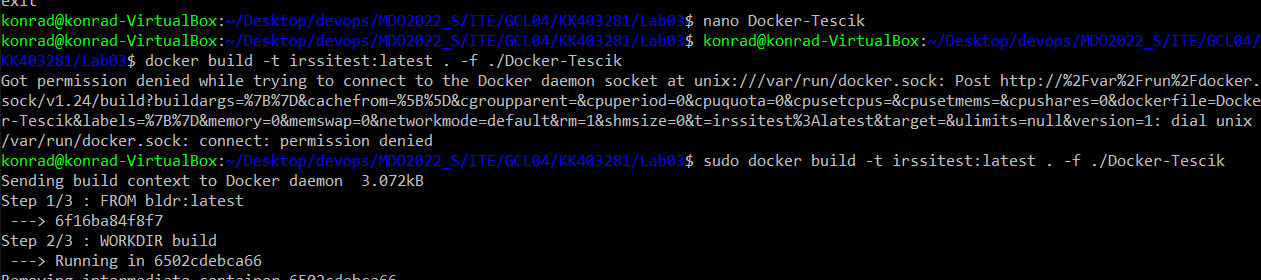 exit
konrad@konrad-VirtualBox:~/Desktop/devops/MDO2022_S/ITE/GCL04/KK403281/Lab03$ nano Docker-Tescik
konrad@konrad-VirtualBox:~/Desktop/devops/MDO2022_S/ITE/GCL04/KK403281/Lab03$ konrad@konrad-VirtualBox:~/Desktop/devops/MDO2022_S/ITE/GCL04/
KK403281/Lab03$ docker build -t irssitest:latest . -f ./Docker-Tescik
Got permission denied while trying to connect to the Docker daemon socket at unix:///var/run/docker.sock: Post http://%2Fvar%2Frun%2Fdocker.
sock/v1.24/build?buildargs=%7B%7D&cachefrom=%5B%5D&cgroupparent=&cpuperiod=0&cpuquota=0&cpusetcpus=&cpusetmems=&cpushares=0&dockerfile=Docke
r-Tescik&labels=%7B%7D&memory=0&memswap=0&networkmode=default&rm=1&shmsize=0&t=irssitest%3Alatest&target=&ulimits=null&version=1: dial unix
/var/run/docker.sock: connect: permission denied
konrad@konrad-VirtualBox:~/Desktop/devops/MDO2022_S/ITE/GCL04/KK403281/Lab03$ sudo docker build -t irssitest:latest . -f ./Docker-Tescik
Sending build context to Docker daemon  3.072kB
Step 1/3 : FROM bldr:latest
 ---> 6f16ba84f8f7
Step 2/3 : WORKDIR build
 ---> Running in 6502cdebca66
Removing intermediate container 6502cdebca66